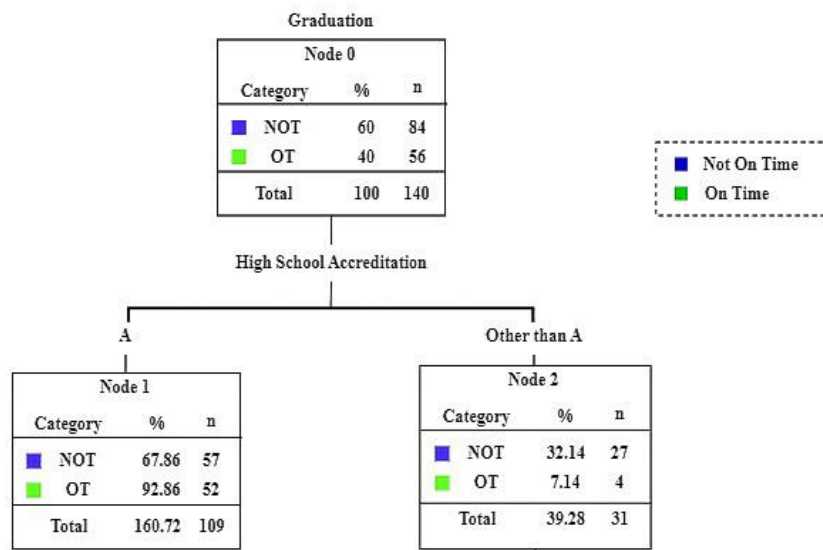 Graduation
Node 0
Category % n
NOT 60 84
OT 40 56
Total 100 140
Not On Time
On Time
High School Accreditation
A
Other than A
Node 1
Category % n
NOT 67.86 57
OT 92.86 52
Total 160.72 109
Node 2
Category % n
NOT 32.14 27
OT 7.14 4
Total 39.28 31